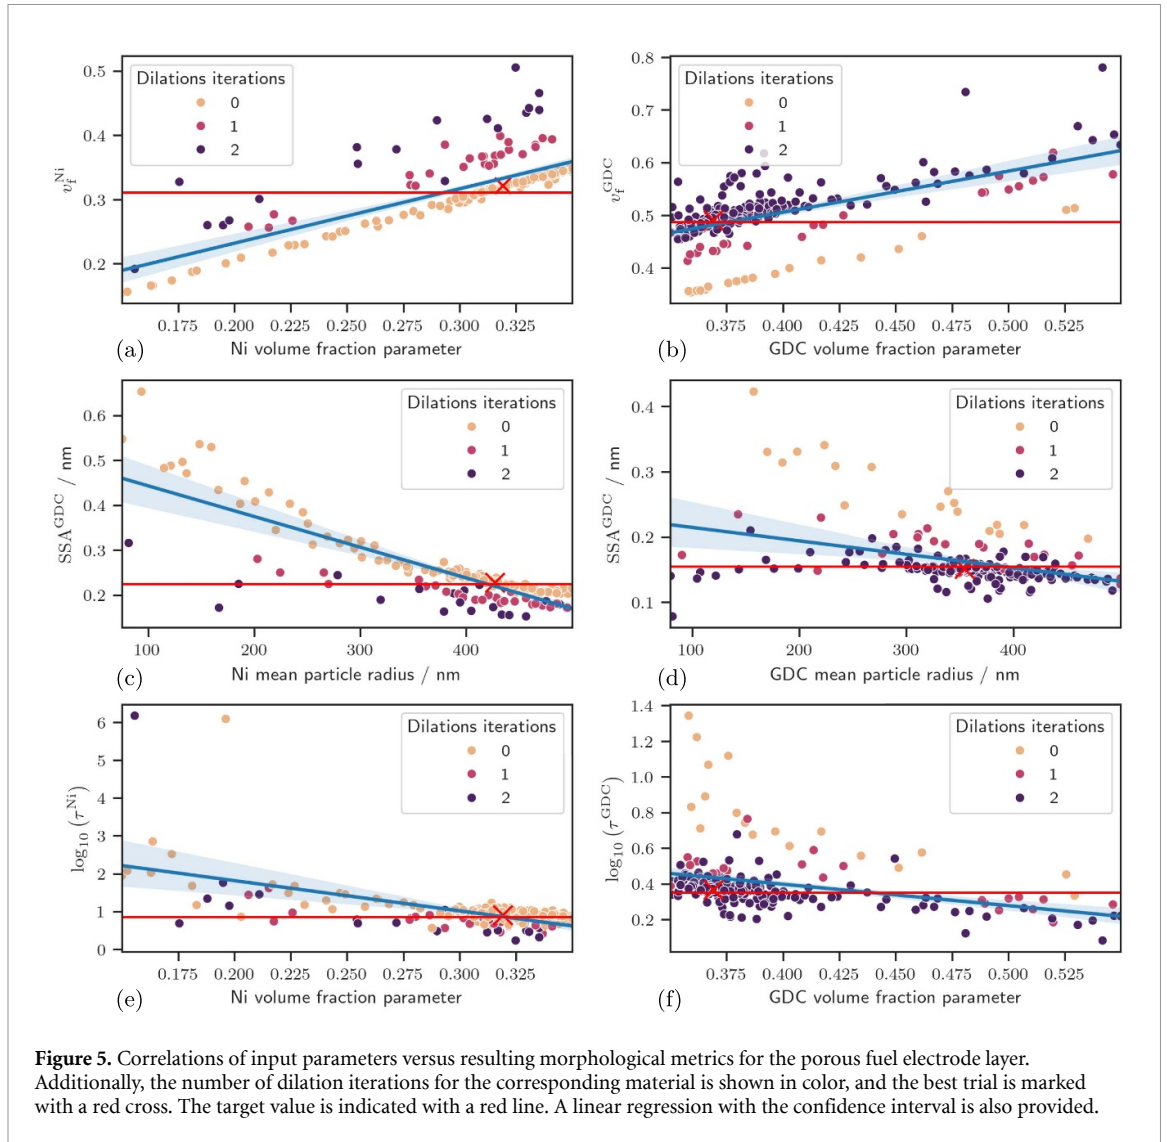 0.5
0.4
0.3
0.2
v_f^Ni
Dilations iterations
0
1
2
0.175 0.200 0.225 0.250 0.275 0.300 0.325
(a) Ni volume fraction parameter
0.8
0.7
0.6
0.5
0.4
v_f^GDC
Dilations iterations
0
1
2
0.375 0.400 0.425 0.450 0.475 0.500 0.525
(b) GDC volume fraction parameter
0.6
0.5
0.4
0.3
0.2
SSA^GDC / nm
Dilations iterations
0
1
2
100 200 300 400
(c) Ni mean particle radius / nm
0.4
0.3
0.2
0.1
SSA^GDC / nm
Dilations iterations
0
1
2
100 200 300 400
(d) GDC mean particle radius / nm
6
5
4
3
2
1
0
log10 (τ^Ni)
Dilations iterations
0
1
2
0.175 0.200 0.225 0.250 0.275 0.300 0.325
(e) Ni volume fraction parameter
1.4
1.2
1.0
0.8
0.6
0.4
0.2
log10 (τ^GDC)
Dilations iterations
0
1
2
0.375 0.400 0.425 0.450 0.475 0.500 0.525
(f) GDC volume fraction parameter
Figure 5. Correlations of input parameters versus resulting morphological metrics for the porous fuel electrode layer.
Additionally, the number of dilation iterations for the corresponding material is shown in color, and the best trial is marked
with a red cross. The target value is indicated with a red line. A linear regression with the confidence interval is also provided.